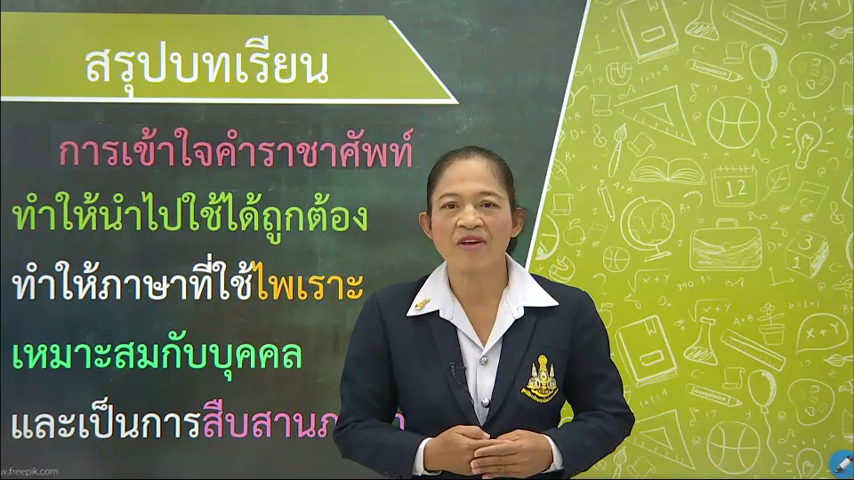 สรุปบทเรียน
การเข้าใจคำราชาศัพท์
ทำให้นำไปใช้ได้ถูกต้อง
ทำให้ภาษาที่ใช้ไพเราะ
เหมาะสมกับบุคคล
และเป็นการสืบสาน
w.freepik.com
12